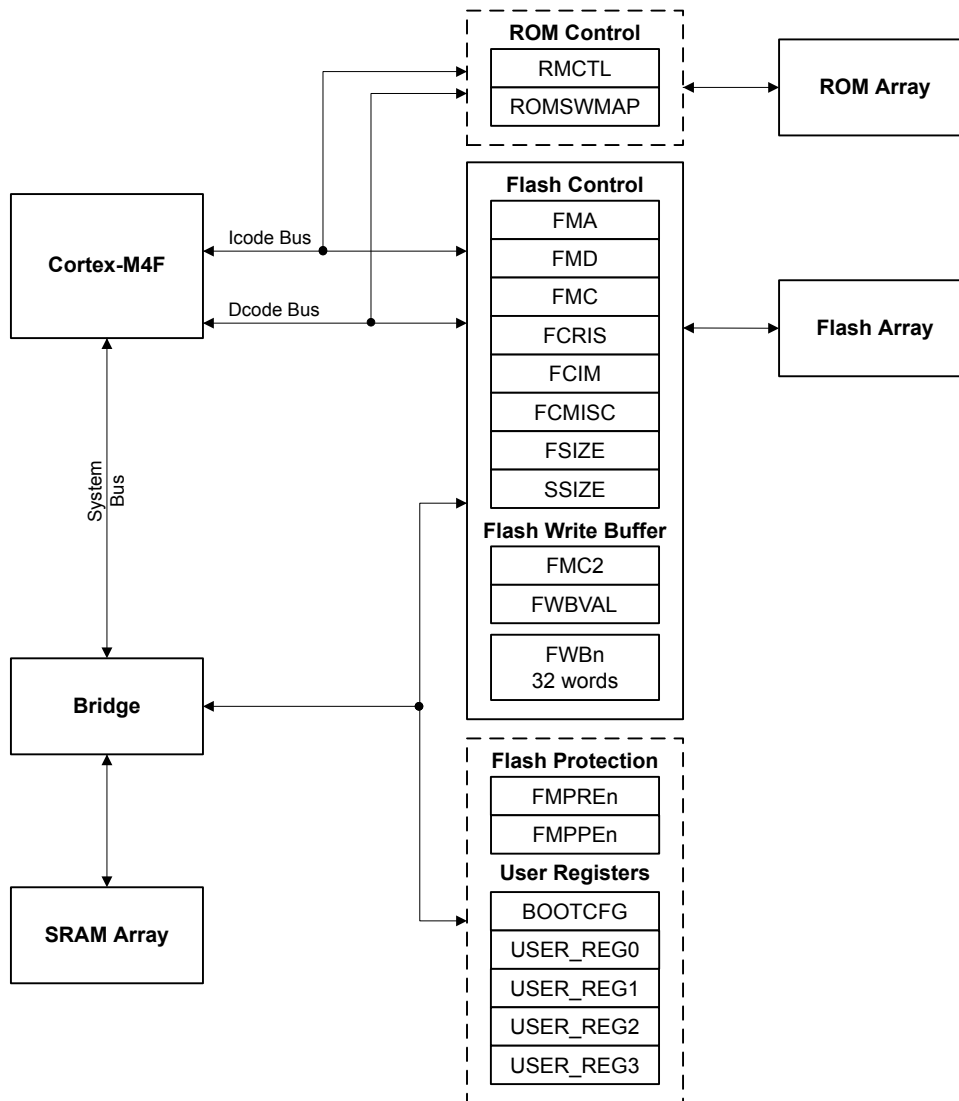 ROM Control
RMCTL
ROMSWMAP
ROM Array
Flash Control
FMA
FMD
FMC
FCRIS
FCIM
FCMISC
FSIZE
SSIZE
Flash Write Buffer
FMC2
FWBVAL
FWBn
32 words
Cortex-M4F
Icode Bus
Dcode Bus
Flash Array
System
Bus
Bridge
SRAM Array
Flash Protection
FMPREn
FMPPEn
User Registers
BOOTCFG
USER_REG0
USER_REG1
USER_REG2
USER_REG3